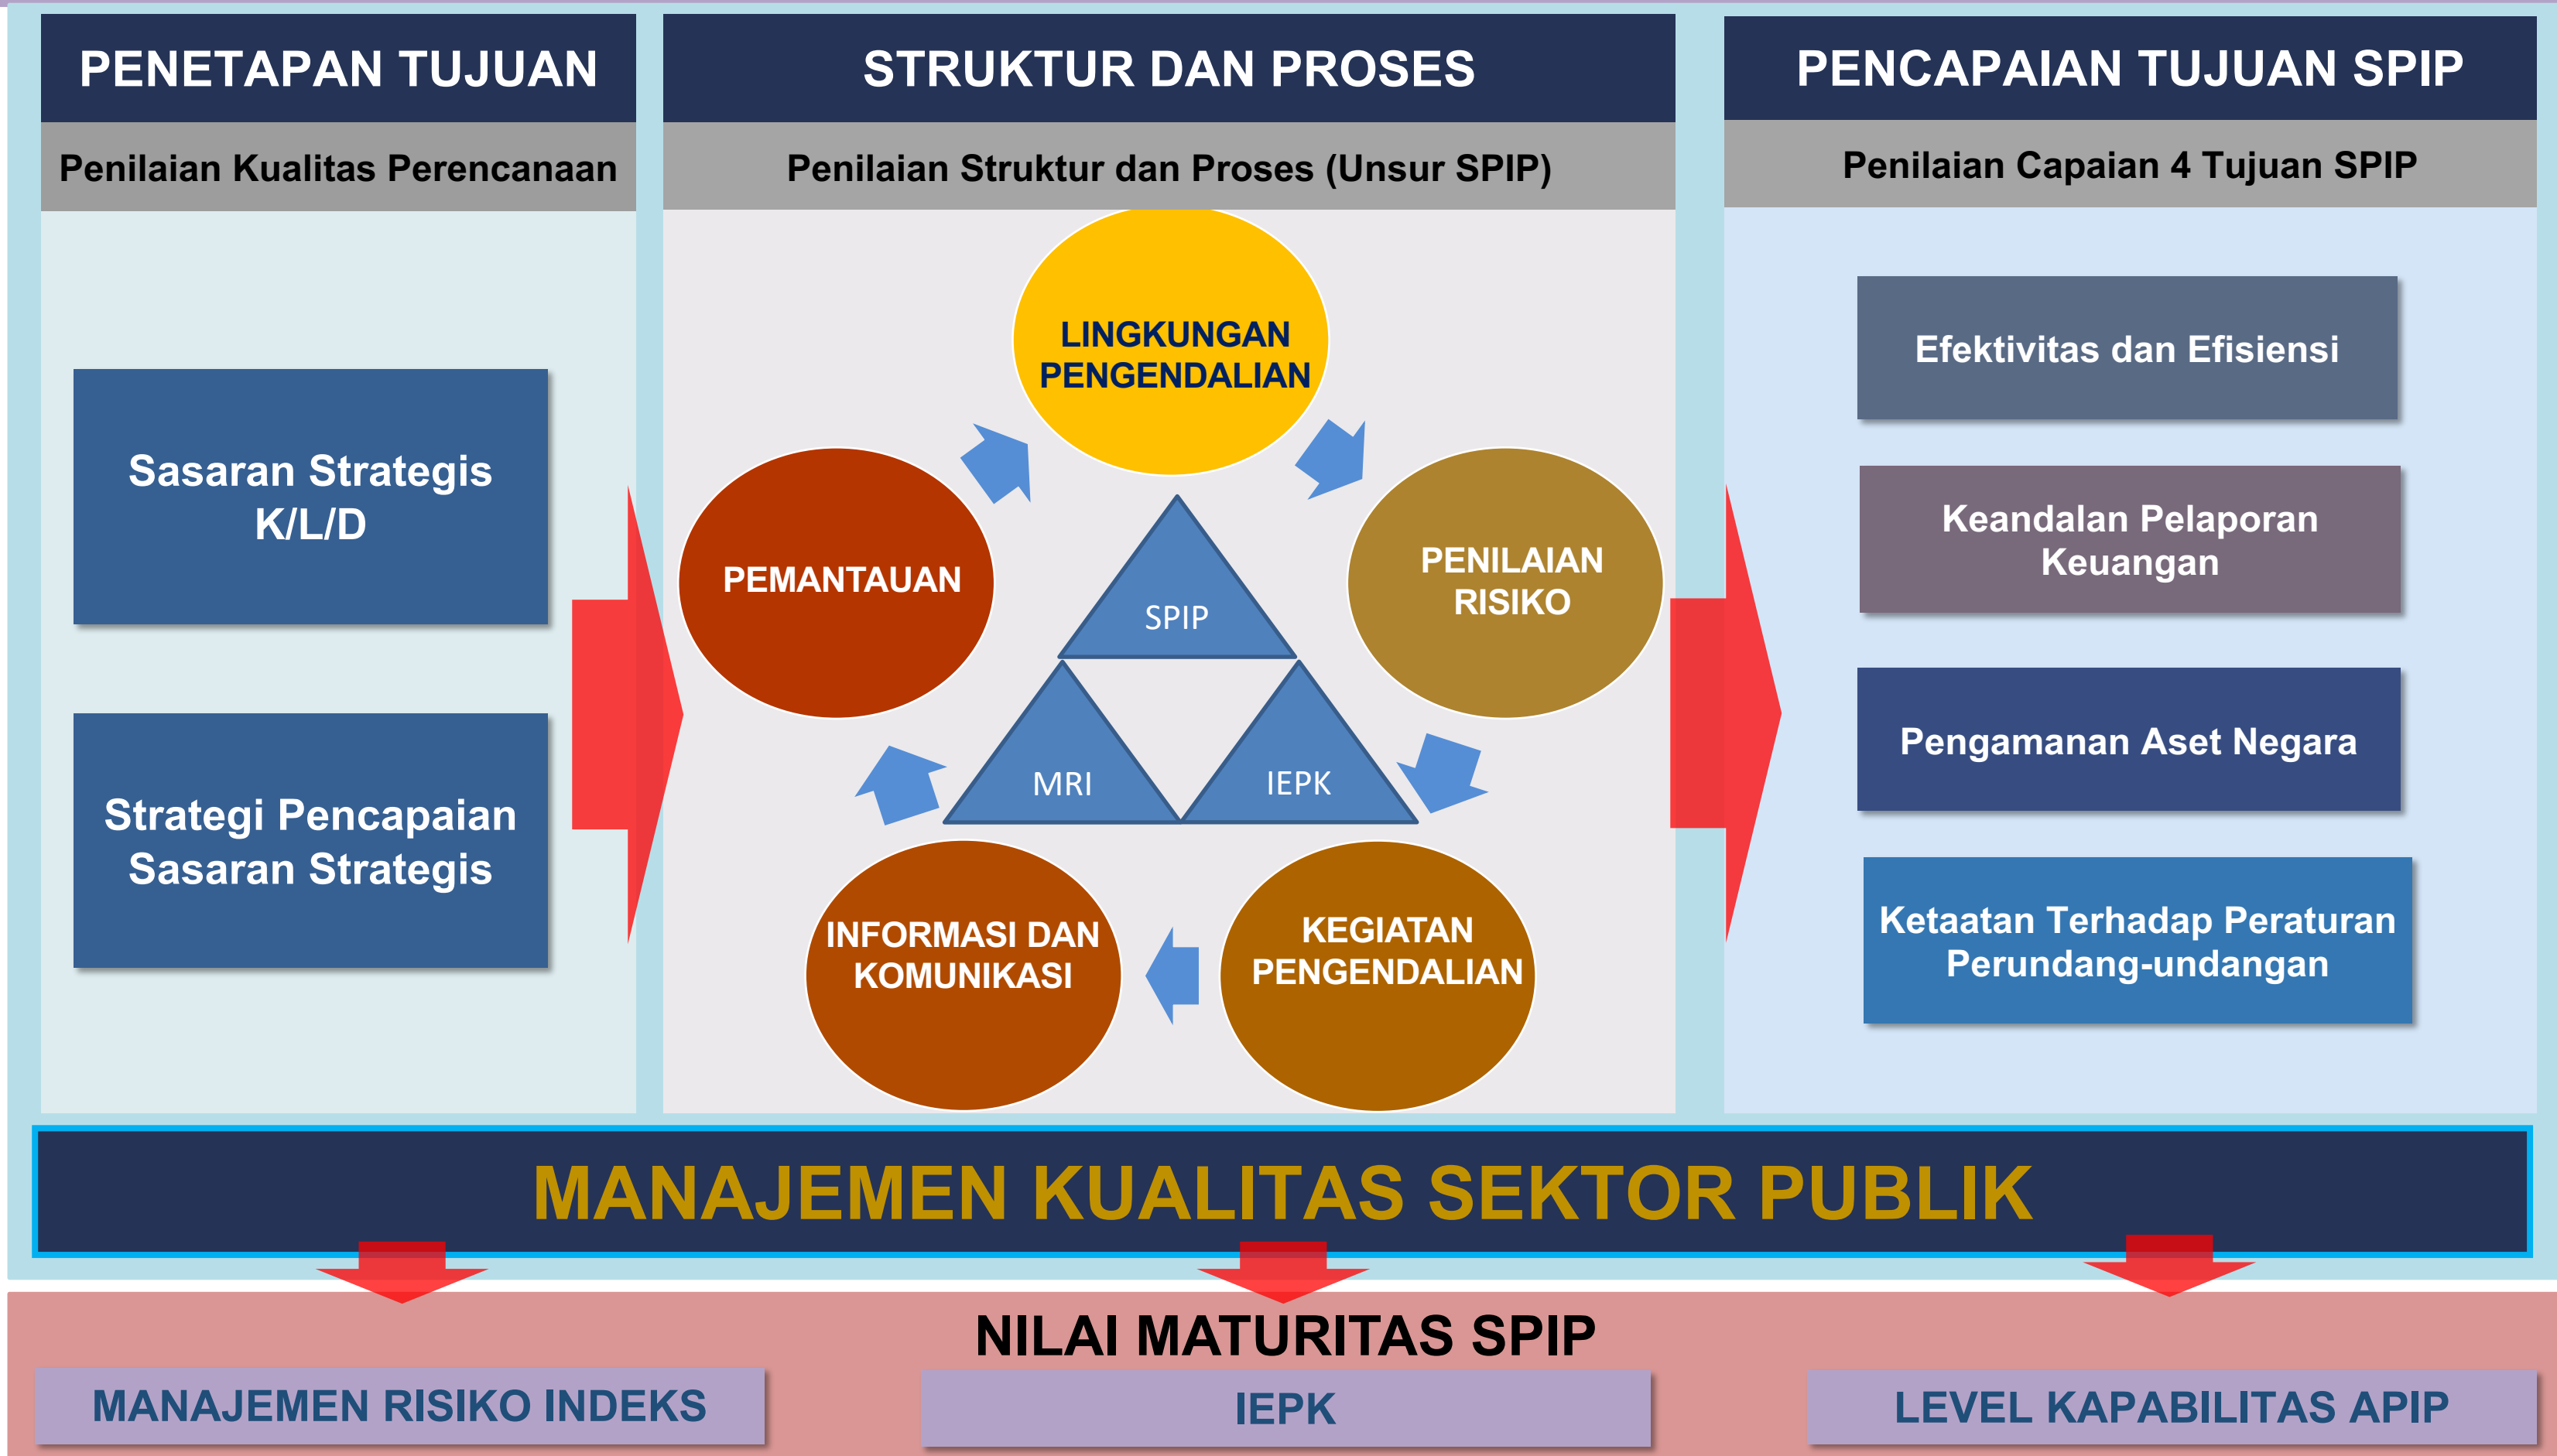 PENETAPAN TUJUAN
Penilaian Kualitas Perencanaan
Sasaran Strategis
K/L/D
Strategi Pencapaian
Sasaran Strategis
STRUKTUR DAN PROSES
Penilaian Struktur dan Proses (Unsur SPIP)
LINGKUNGAN
PENGENDALIAN
PENILAIAN
RISIKO
KEGIATAN
PENGENDALIAN
INFORMASI DAN
KOMUNIKASI
PEMANTAUAN
SPIP
MRI
IEPK
PENCAPAIAN TUJUAN SPIP
Penilaian Capaian 4 Tujuan SPIP
Efektivitas dan Efisiensi
Keandalan Pelaporan
Keuangan
Pengamanan Aset Negara
Ketaatan Terhadap Peraturan
Perundang-undangan
MANAJEMEN KUALITAS SEKTOR PUBLIK
NILAI MATURITAS SPIP
MANAJEMEN RISIKO INDEKS
IEPK
LEVEL KAPABILITAS APIP